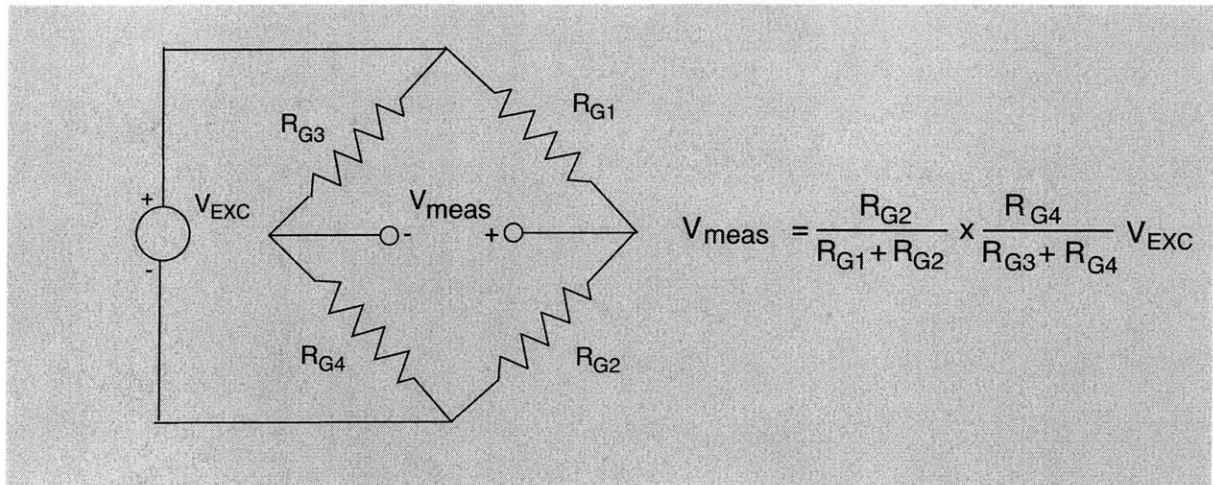 R_G3
R_G1
+
V_EXC
-
V_meas
-
+
R_G4
R_G2
V_meas = R_G2 / (R_G1 + R_G2) x R_G4 / (R_G3 + R_G4) V_EXC